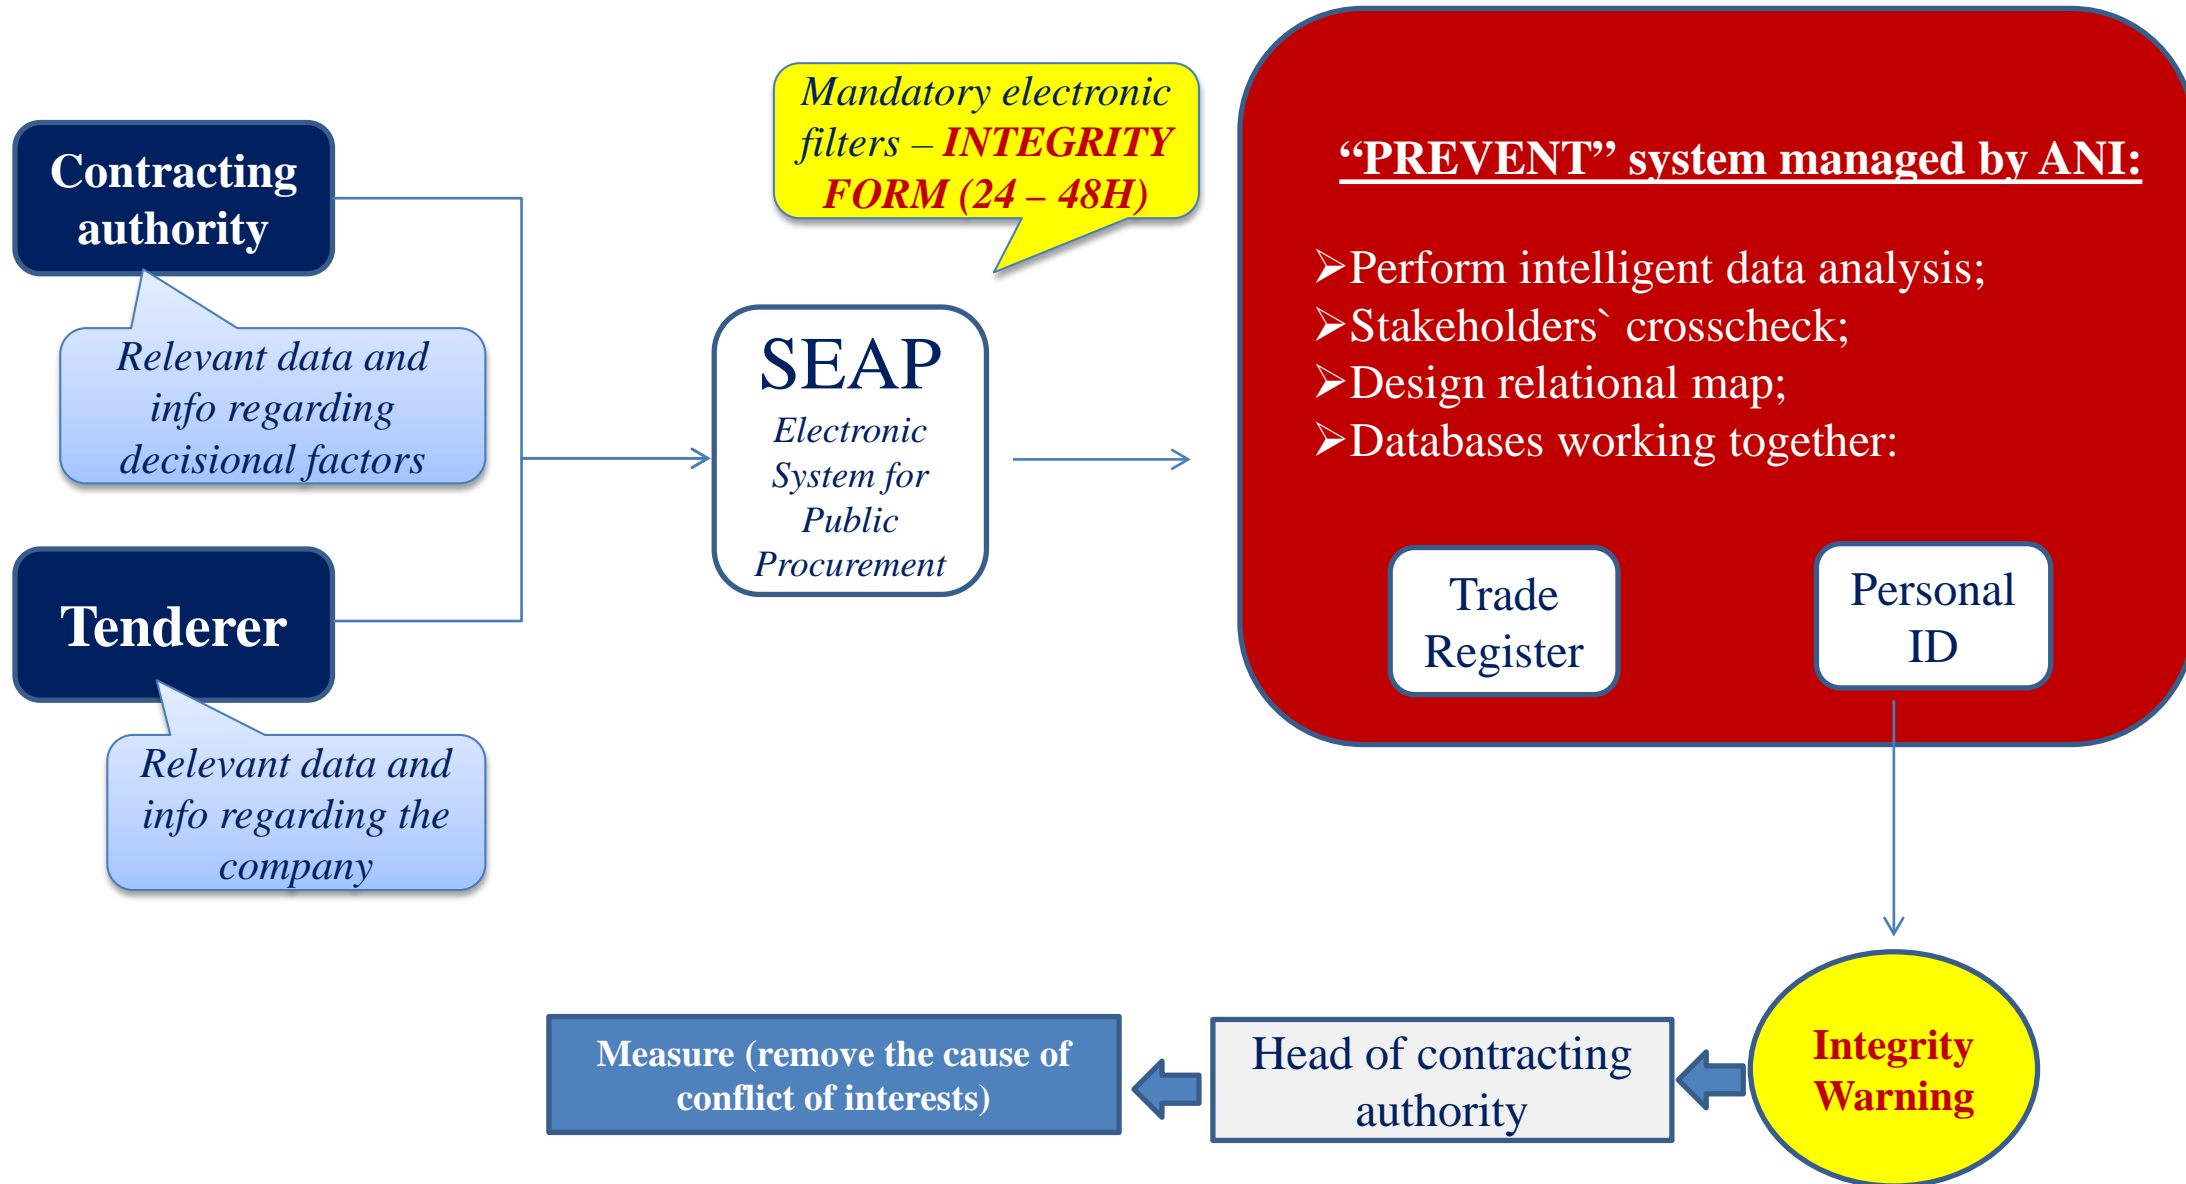 Contracting
authority
Relevant data and
info regarding
decisional factors
Tenderer
Relevant data and
info regarding the
company
Mandatory electronic
filters – INTEGRITY
FORM (24 – 48H)
SEAP
Electronic
System for
Public
Procurement
“PREVENT” system managed by ANI:
➢Perform intelligent data analysis;
➢Stakeholders` crosscheck;
➢Design relational map;
➢Databases working together:
Trade
Register
Personal
ID
Integrity
Warning
Head of contracting
authority
Measure (remove the cause of
conflict of interests)